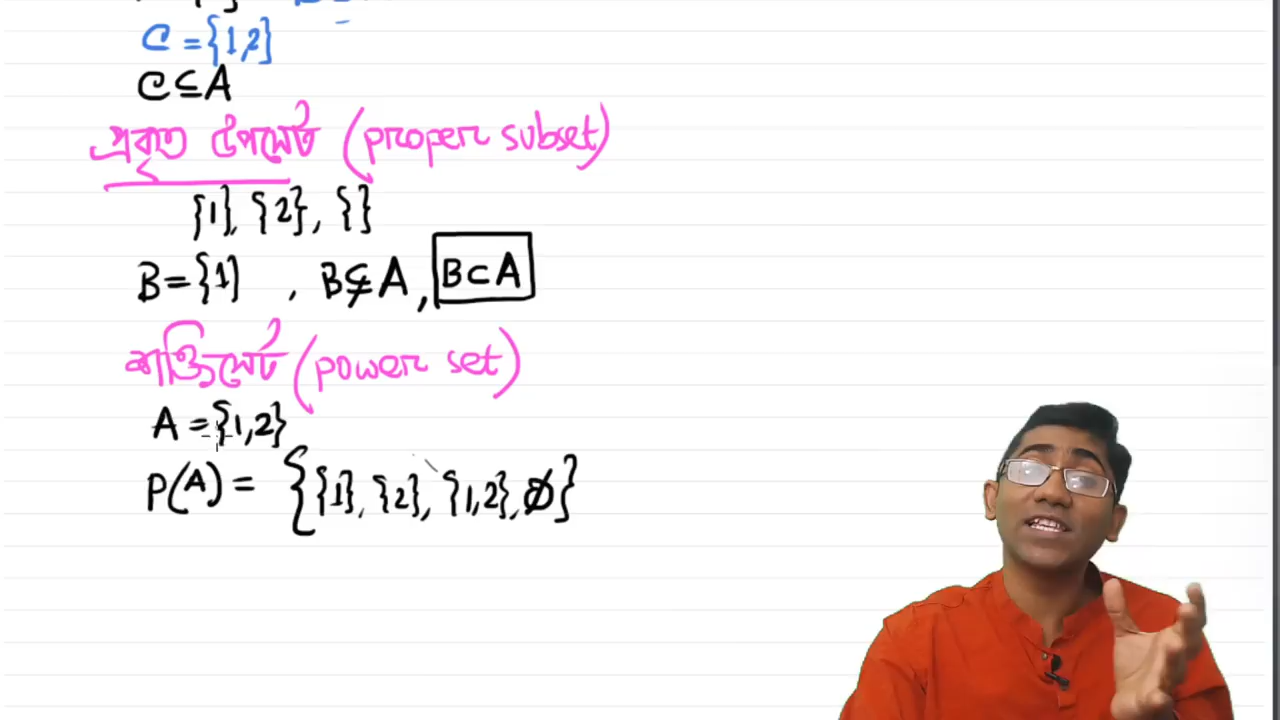 C = {1,2}
C ⊆ A
প্রকৃত উপসেট (proper subset)
{1}, {2}, {}
B = {1} , B ⊈ A, B ⊂ A
শক্তিসেট (power set)
A = {1,2}
P(A) = {{1}, {2}, {1,2}, ∅}